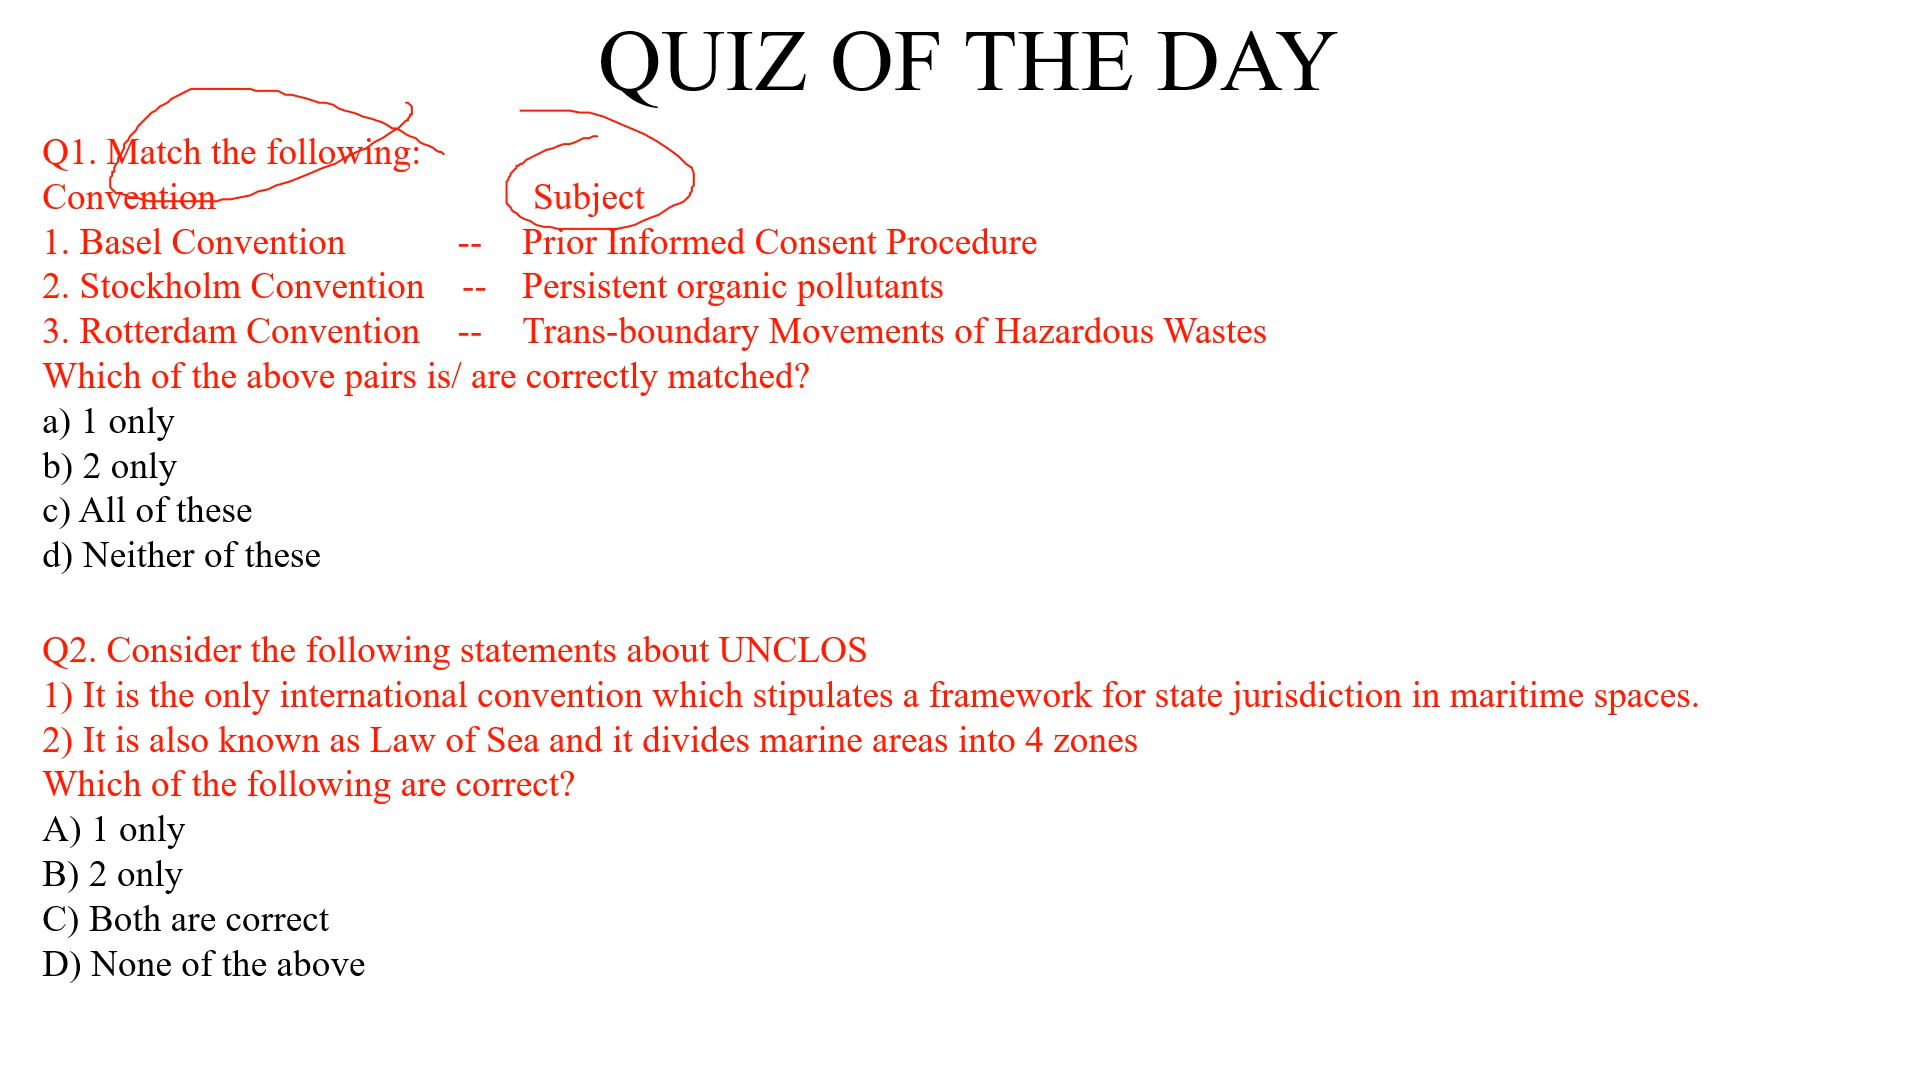 QUIZ OF THE DAY
Q1. Match the following:
Convention Subject
1. Basel Convention -- Prior Informed Consent Procedure
2. Stockholm Convention -- Persistent organic pollutants
3. Rotterdam Convention -- Trans-boundary Movements of Hazardous Wastes
Which of the above pairs is/ are correctly matched?
a) 1 only
b) 2 only
c) All of these
d) Neither of these
Q2. Consider the following statements about UNCLOS
1) It is the only international convention which stipulates a framework for state jurisdiction in maritime spaces.
2) It is also known as Law of Sea and it divides marine areas into 4 zones
Which of the following are correct?
A) 1 only
B) 2 only
C) Both are correct
D) None of the above